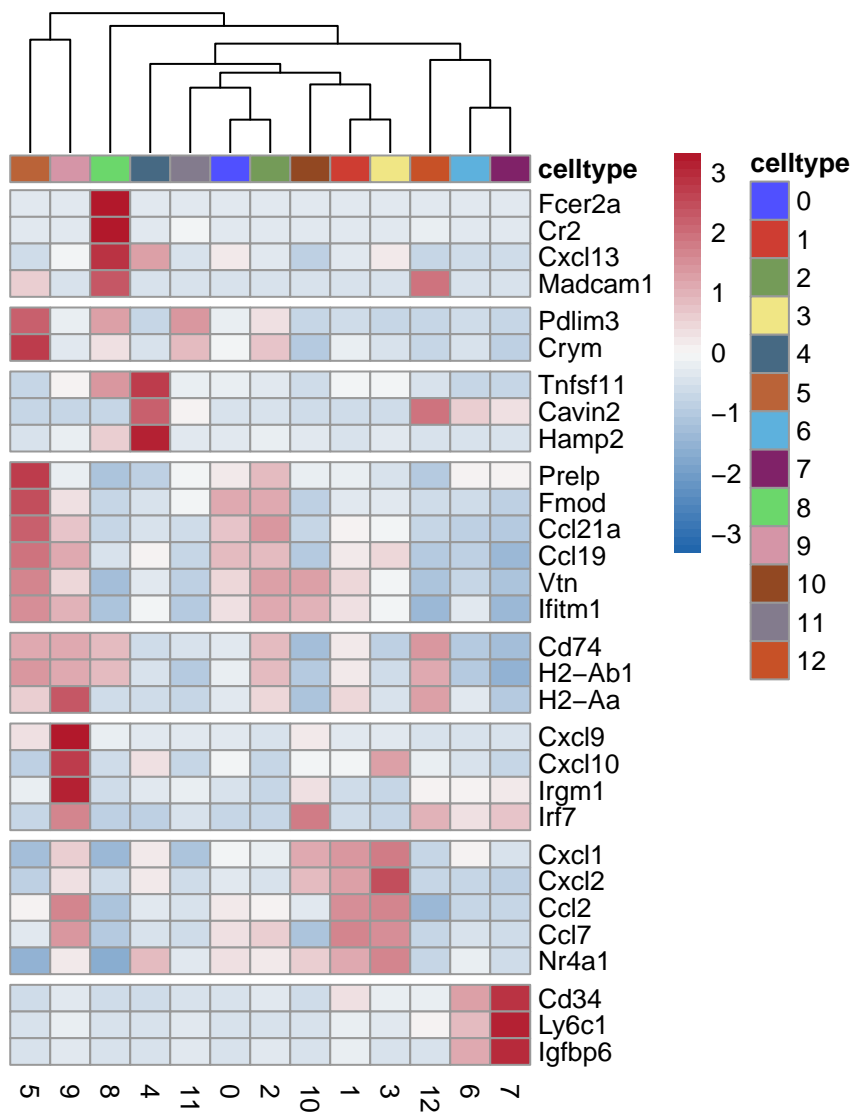 celltype
Fcer2a
Cr2
Cxcl13
Madcam1
Pdlim3
Crym
Tnfsf11
Cavin2
Hamp2
Prelp
Fmod
Ccl21a
Ccl19
Vtn
Ifitm1
Cd74
H2−Ab1
H2−Aa
Cxcl9
Cxcl10
Irgm1
Irf7
Cxcl1
Cxcl2
Ccl2
Ccl7
Nr4a1
Cd34
Ly6c1
Igfbp6
5 9 8 4 11 0 2 10 1 3 12 6 7
3
2
1
0
−1
−2
−3
celltype
0
1
2
3
4
5
6
7
8
9
10
11
12